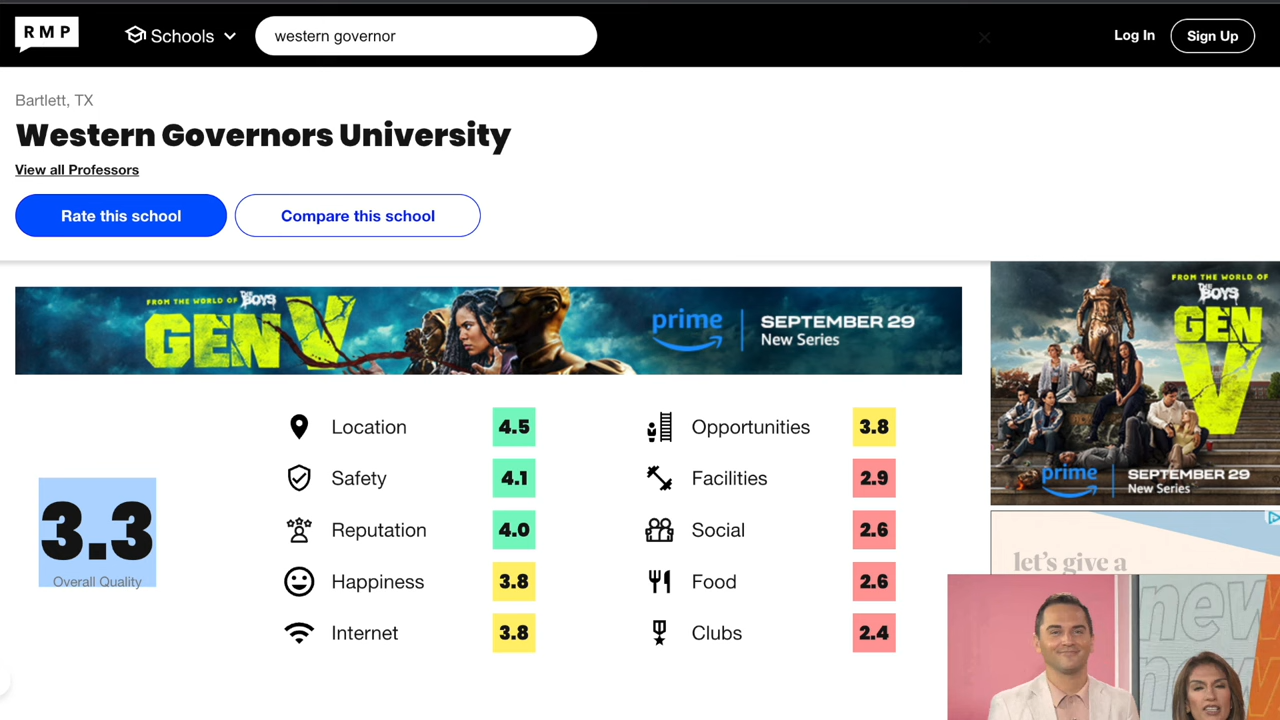 RMP
Schools
western governor
Log In
Sign Up
Bartlett, TX
Western Governors University
View all Professors
Rate this school
Compare this school
FROM THE WORLD OF THE BOYS
GEN V
prime
SEPTEMBER 29
New Series
FROM THE WORLD OF
THE BOYS
GEN V
prime
SEPTEMBER 29
New Series
3.3
Overall Quality
Location 4.5
Safety 4.1
Reputation 4.0
Happiness 3.8
Internet 3.8
Opportunities 3.8
Facilities 2.9
Social 2.6
Food 2.6
Clubs 2.4
let's give a
new